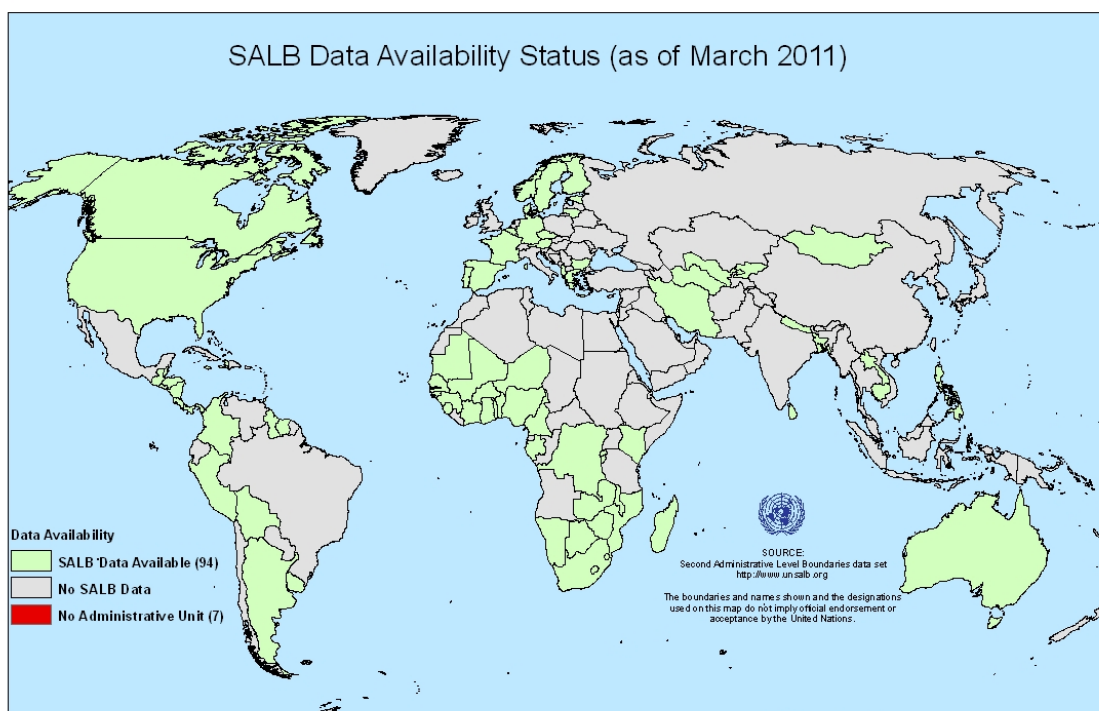 SALB Data Availability Status (as of March 2011)
Data Availability
SALB Data Available (94)
No SALB Data
No Administrative Unit (7)
SOURCE:
Second Administrative Level Boundaries data set
http://www.unsalb.org
The boundaries and names shown and the designations
used on this map do not imply official endorsement or
acceptance by the United Nations.